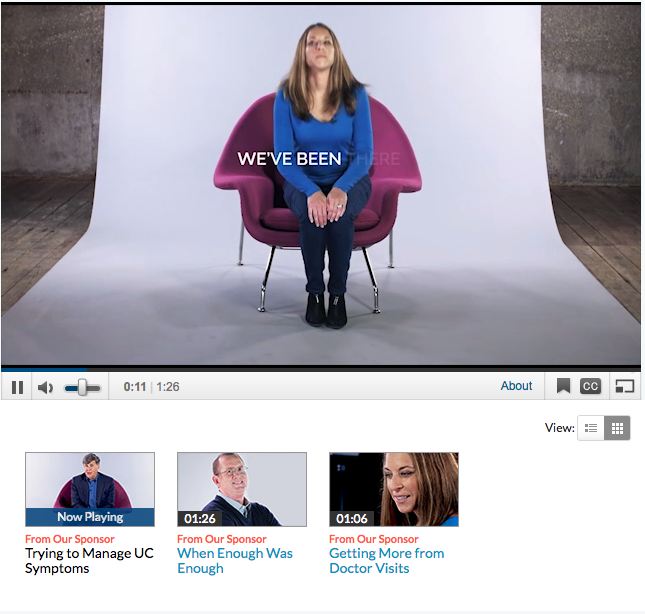 WE'VE BEEN THERE
0:11 | 1:26
About
CC
View:
Now Playing
01:26
01:06
From Our Sponsor
Trying to Manage UC
Symptoms
From Our Sponsor
When Enough Was
Enough
From Our Sponsor
Getting More from
Doctor Visits